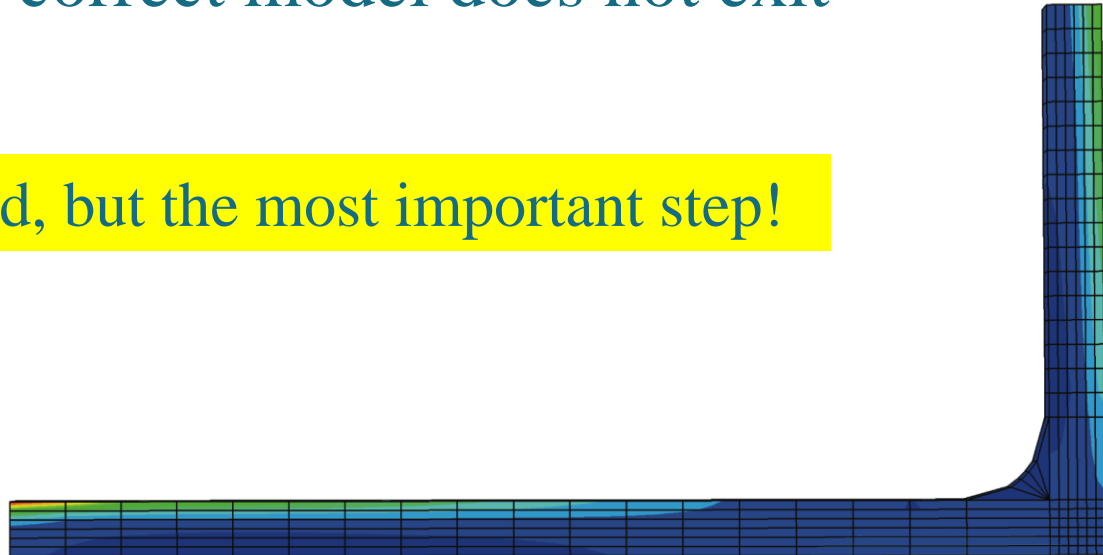 correct model does not exit
d, but the most important step!